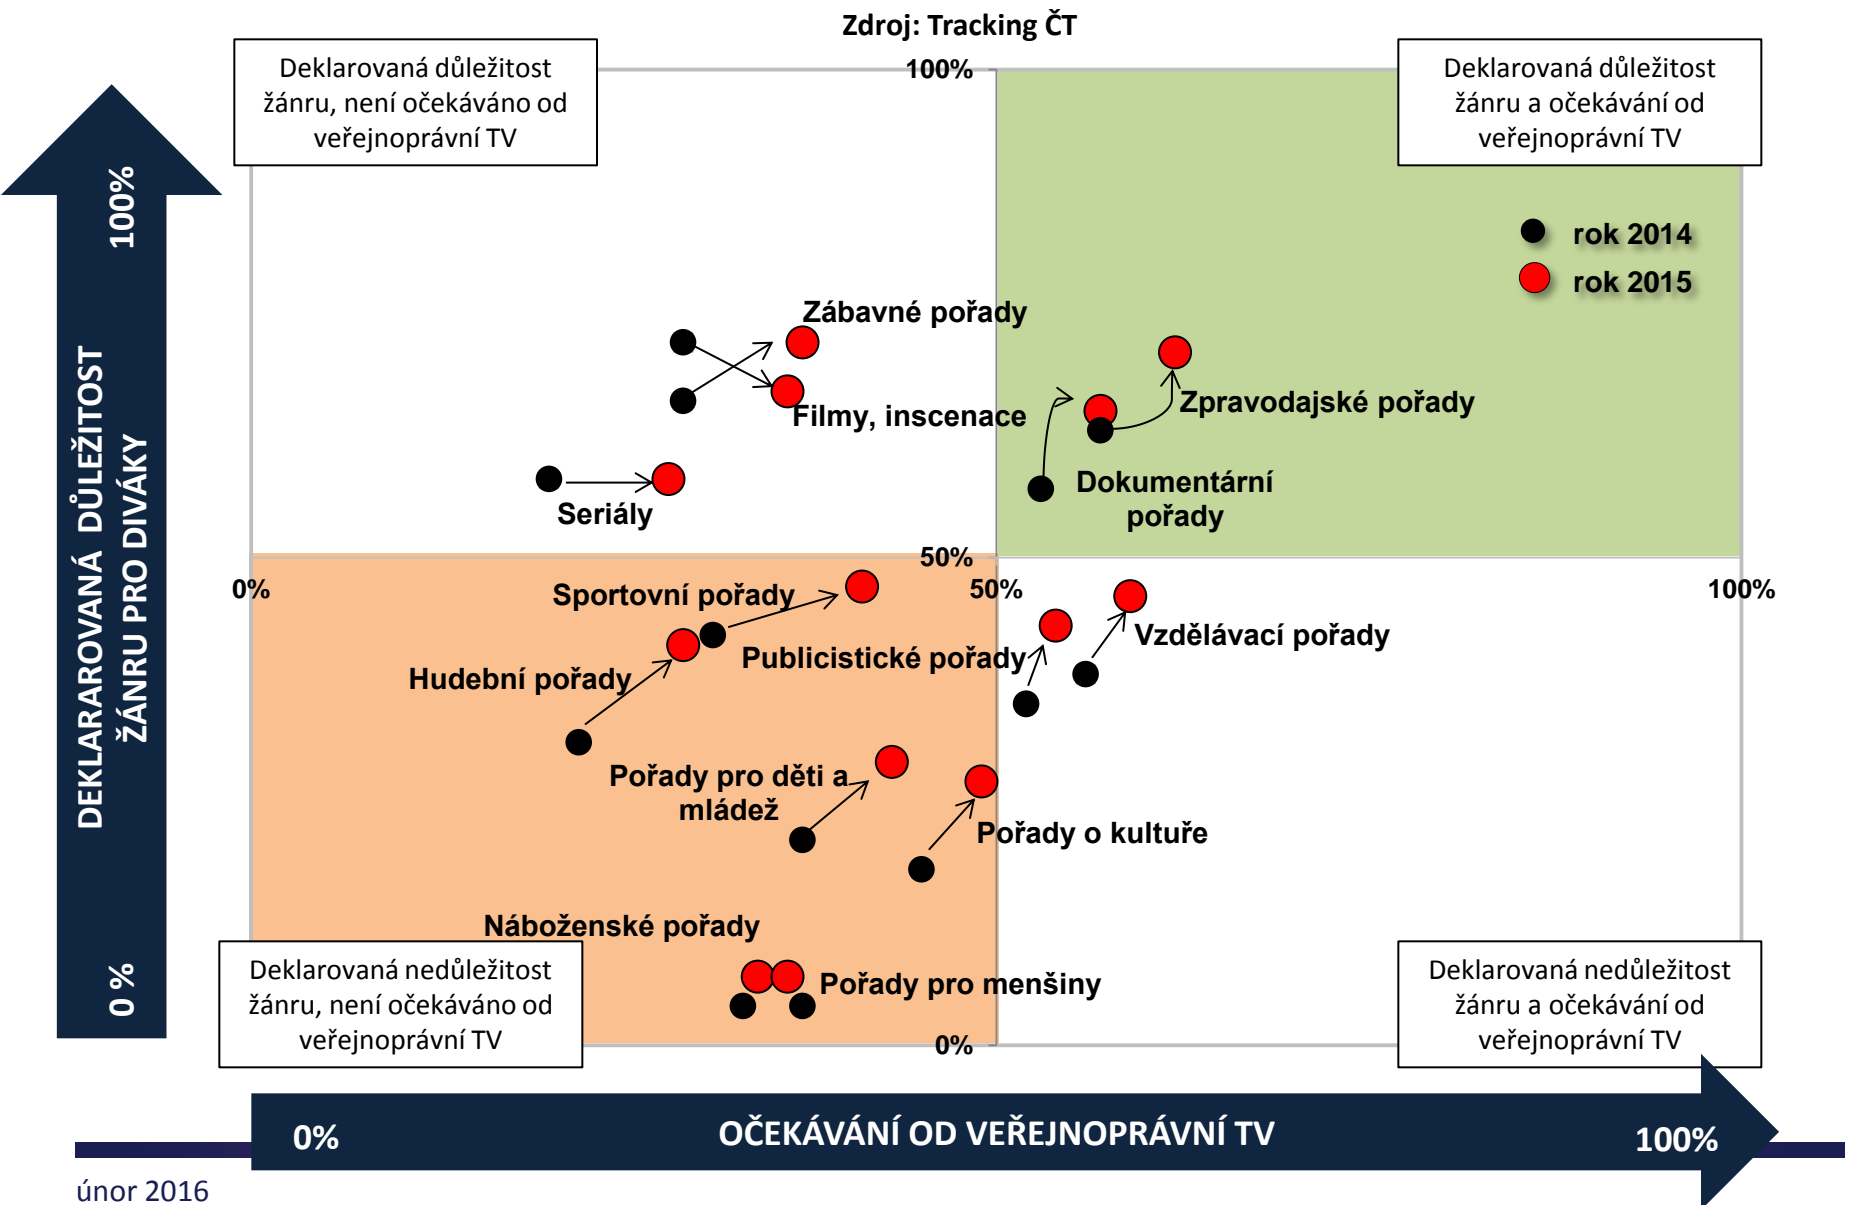 Zdroj: Tracking ČT
Deklarovaná důležitost
žánru, není očekáváno od
veřejnoprávní TV
100%
Deklarovaná důležitost
žánru a očekávání od
veřejnoprávní TV
rok 2014
rok 2015
100%
DEKLARAROVANÁ DŮLEŽITOST
ŽÁNRU PRO DIVÁKY
0 %
Zábavné pořady
Filmy, inscenace
Zpravodajské pořady
Seriály
Dokumentární
pořady
50%
0%
50%
100%
Sportovní pořady
Vzdělávací pořady
Publicistické pořady
Hudební pořady
Pořady pro děti a
mládež
Pořady o kultuře
Náboženské pořady
Pořady pro menšiny
Deklarovaná nedůležitost
žánru, není očekáváno od
veřejnoprávní TV
0%
Deklarovaná nedůležitost
žánru a očekávání od
veřejnoprávní TV
0%
OČEKÁVÁNÍ OD VEŘEJNOPRÁVNÍ TV
100%
únor 2016